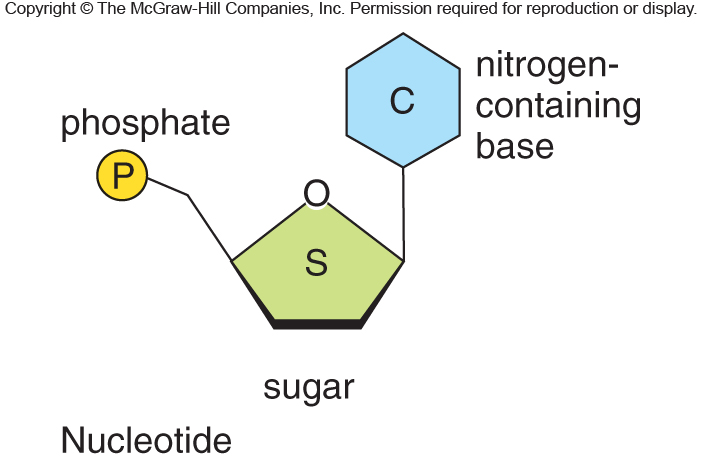 Copyright © The McGraw-Hill Companies, Inc. Permission required for reproduction or display.
nitrogen-
containing
base
C
phosphate
P
O
S
sugar
Nucleotide